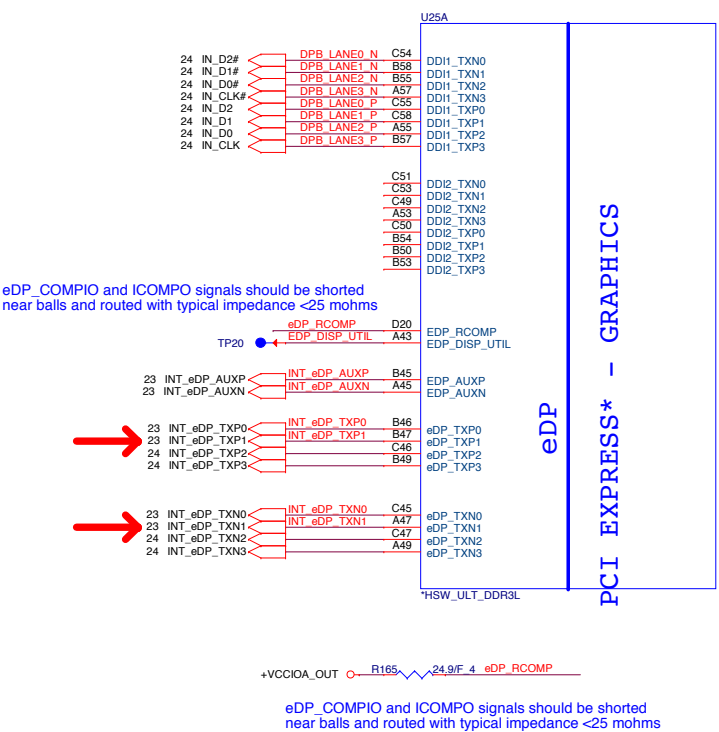 U25A
24 IN_D2# DPB_LANE0_N C54 DDI1_TXN0
24 IN_D1# DPB_LANE1_N B58 DDI1_TXN1
24 IN_D0# DPB_LANE2_N B55 DDI1_TXN2
24 IN_CLK# DPB_LANE3_N A57 DDI1_TXN3
24 IN_D2 DPB_LANE0_P C55 DDI1_TXP0
24 IN_D1 DPB_LANE1_P C58 DDI1_TXP1
24 IN_D0 DPB_LANE2_P A55 DDI1_TXP2
24 IN_CLK DPB_LANE3_P B57 DDI1_TXP3
C51 DDI2_TXN0
C53 DDI2_TXN1
C49 DDI2_TXN2
A53 DDI2_TXN3
C50 DDI2_TXP0
B54 DDI2_TXP1
B50 DDI2_TXP2
B53 DDI2_TXP3
eDP_COMPIO and ICOMPO signals should be shorted
near balls and routed with typical impedance <25 mohms
eDP_RCOMP D20 EDP_RCOMP
TP20 EDP_DISP_UTIL A43 EDP_DISP_UTIL
23 INT_eDP_AUXP INT_eDP_AUXP B45 EDP_AUXP
23 INT_eDP_AUXN INT_eDP_AUXN A45 EDP_AUXN
23 INT_eDP_TXP0 INT_eDP_TXP0 B46 eDP_TXP0
23 INT_eDP_TXP1 INT_eDP_TXP1 B47 eDP_TXP1
24 INT_eDP_TXP2 C46 eDP_TXP2
24 INT_eDP_TXP3 B49 eDP_TXP3
23 INT_eDP_TXN0 INT_eDP_TXN0 C45 eDP_TXN0
23 INT_eDP_TXN1 INT_eDP_TXN1 A47 eDP_TXN1
24 INT_eDP_TXN2 C47 eDP_TXN2
24 INT_eDP_TXN3 A49 eDP_TXN3
eDP
PCI EXPRESS* - GRAPHICS
*HSW_ULT_DDR3L
+VCCIOA_OUT R165 24.9/F_4 eDP_RCOMP
eDP_COMPIO and ICOMPO signals should be shorted
near balls and routed with typical impedance <25 mohms